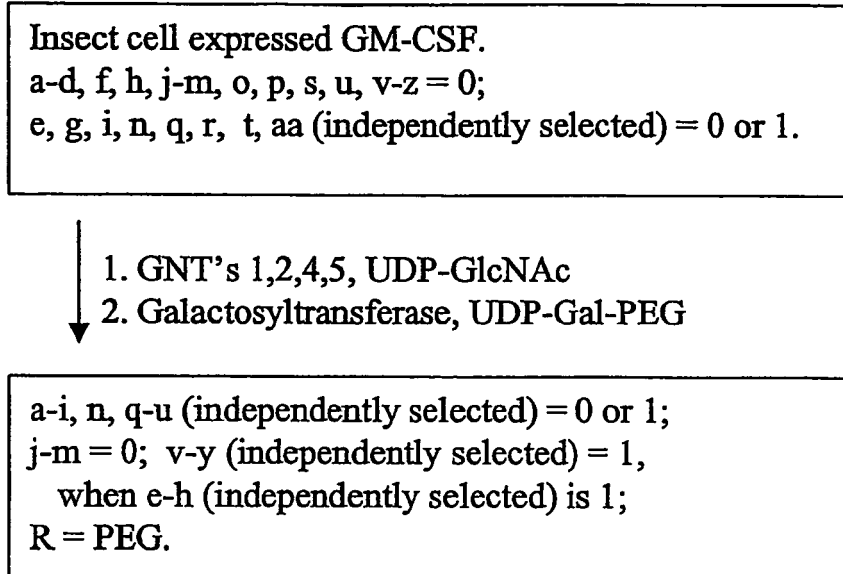 Insect cell expressed GM-CSF.
a-d, f, h, j-m, o, p, s, u, v-z = 0;
e, g, i, n, q, r, t, aa (independently selected) = 0 or 1.
1. GNT's 1,2,4,5, UDP-GlcNAc
2. Galactosyltransferase, UDP-Gal-PEG
a-i, n, q-u (independently selected) = 0 or 1;
j-m = 0; v-y (independently selected) = 1,
when e-h (independently selected) is 1;
R = PEG.